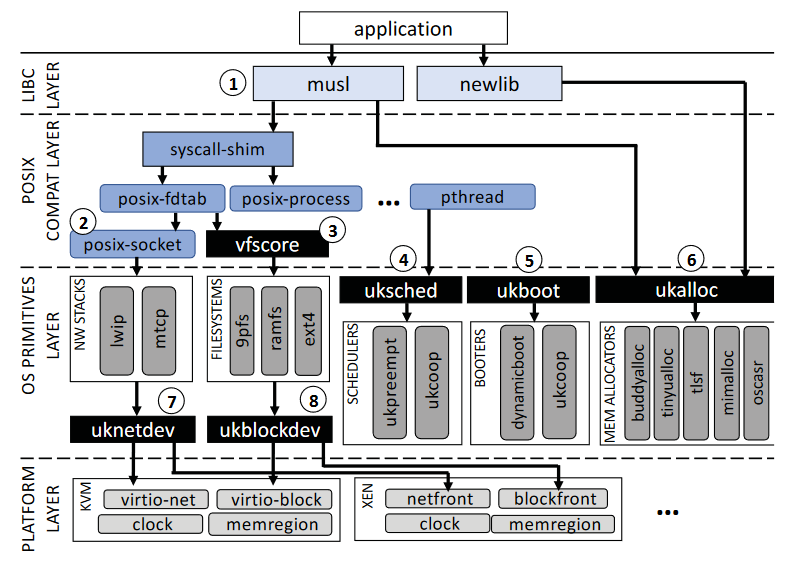 application
LIBC
LAYER
1
musl
newlib
POSIX
COMPAT LAYER
syscall-shim
posix-fdtab
posix-process
...
pthread
2
posix-socket
3
vfscore
4
5
6
OS PRIMITIVES
LAYER
uksched
ukboot
ukalloc
NW STACKS
lwip
mtcp
FILESYSTEMS
9pfs
ramfs
ext4
SCHEDULERS
ukpreempt
ukcoop
BOOTERS
dynamicboot
ukcoop
MEM ALLOCATORS
buddyalloc
tinyualloc
tlsf
mimalloc
oscasr
7
8
uknetdev
ukblockdev
PLATFORM
LAYER
KVM
virtio-net
virtio-block
clock
memregion
XEN
netfront
blockfront
clock
memregion
...